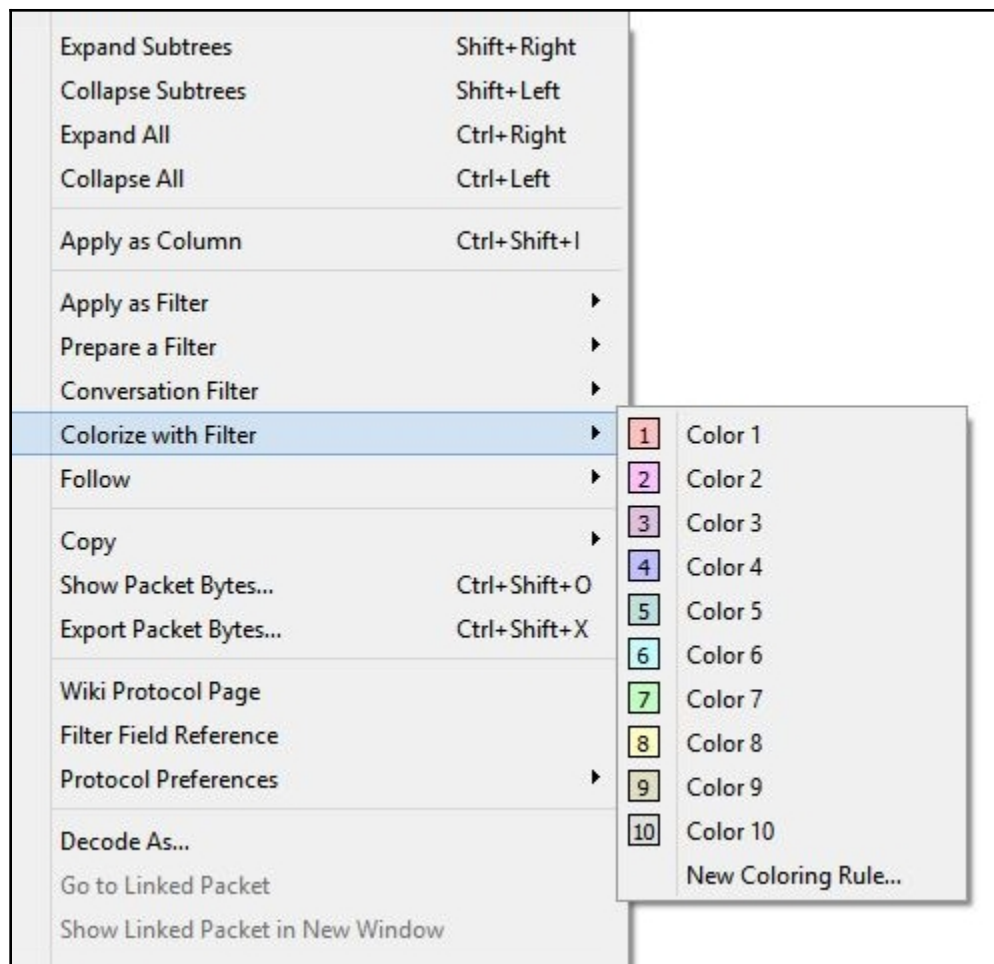 Expand Subtrees Shift+Right
Collapse Subtrees Shift+Left
Expand All Ctrl+Right
Collapse All Ctrl+Left
Apply as Column Ctrl+Shift+I
Apply as Filter
Prepare a Filter
Conversation Filter
Colorize with Filter
Follow
Copy
Show Packet Bytes... Ctrl+Shift+O
Export Packet Bytes... Ctrl+Shift+X
Wiki Protocol Page
Filter Field Reference
Protocol Preferences
Decode As...
Go to Linked Packet
Show Linked Packet in New Window
1 Color 1
2 Color 2
3 Color 3
4 Color 4
5 Color 5
6 Color 6
7 Color 7
8 Color 8
9 Color 9
10 Color 10
New Coloring Rule...